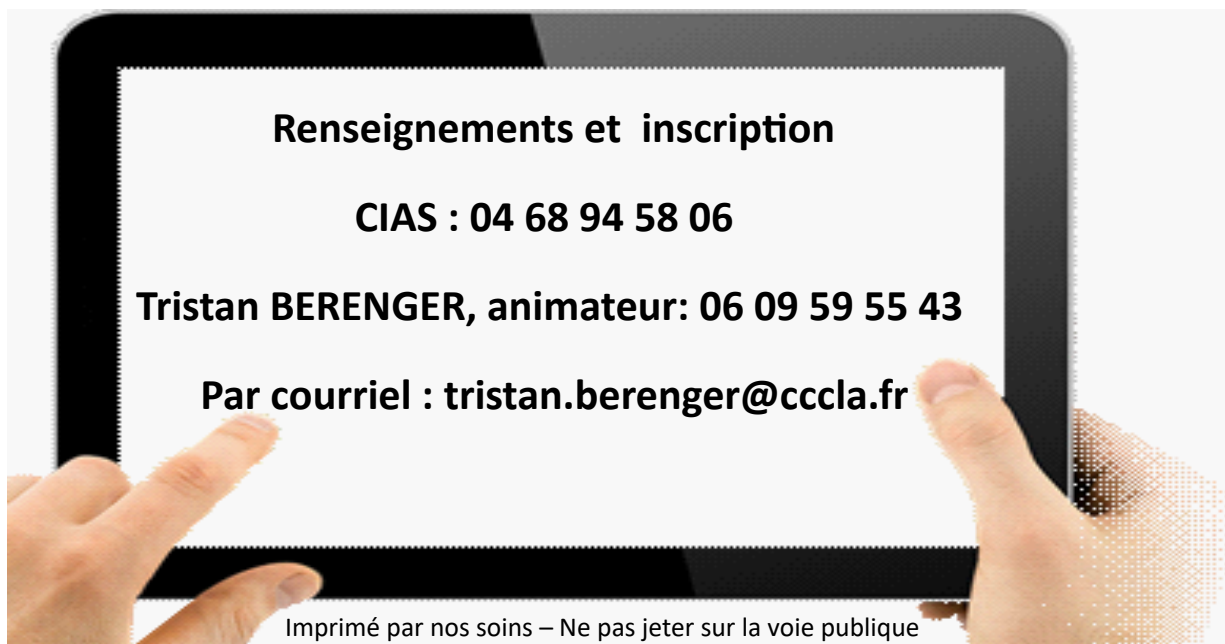 Renseignements et  inscription
CIAS : 04 68 94 58 06
Tristan BERENGER, animateur: 06 09 59 55 43
Par courriel : tristan.berenger@cccla.fr
Imprimé par nos soins – Ne pas jeter sur la voie publique